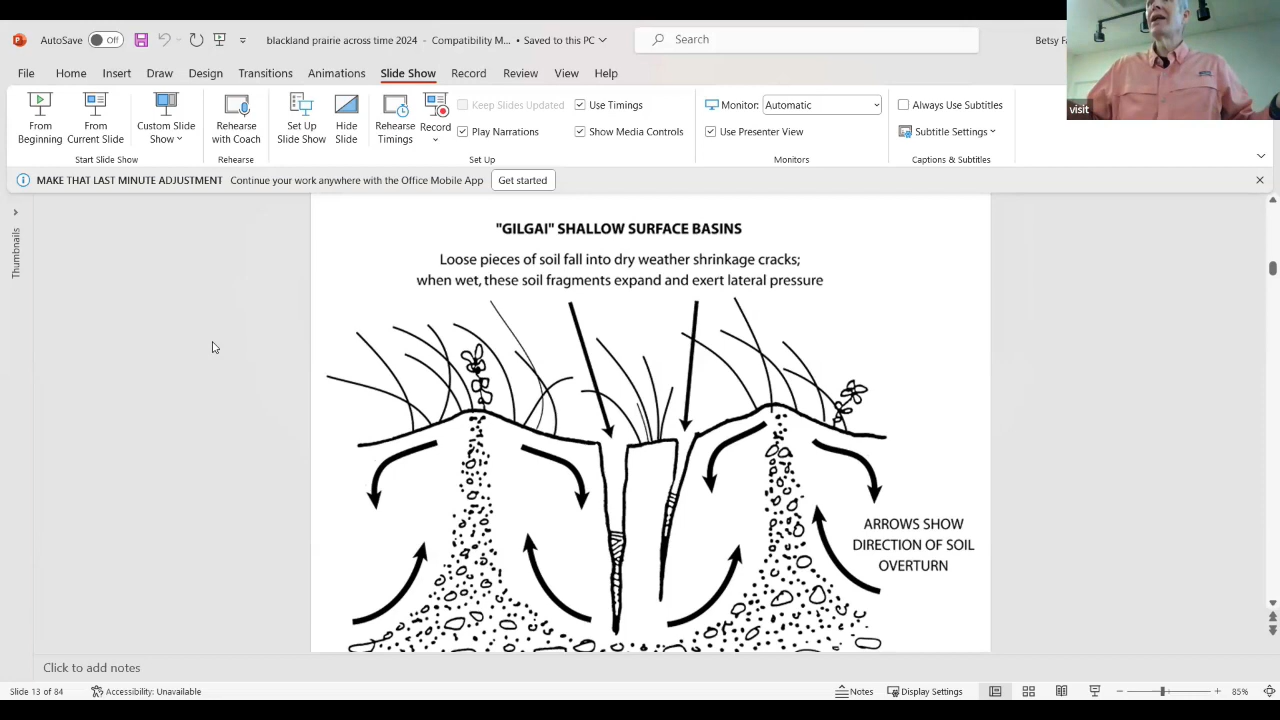 AutoSave Off blackland prairie across time 2024 - Compatibility M... • Saved to this PC Search Betsy Fa
File Home Insert Draw Design Transitions Animations Slide Show Record Review View Help
From Beginning
From Current Slide
Custom Slide Show
Rehearse with Coach
Set Up Slide Show
Hide Slide
Rehearse Timings
Record
Keep Slides Updated
Play Narrations
Use Timings
Show Media Controls
Monitor: Automatic
Use Presenter View
Always Use Subtitles
Subtitle Settings
Start Slide Show Rehearse Set Up Monitors Captions & Subtitles
visit
MAKE THAT LAST MINUTE ADJUSTMENT Continue your work anywhere with the Office Mobile App Get started
Thumbnails
"GILGAI" SHALLOW SURFACE BASINS
Loose pieces of soil fall into dry weather shrinkage cracks;
when wet, these soil fragments expand and exert lateral pressure
ARROWS SHOW
DIRECTION OF SOIL
OVERTURN
Click to add notes
Slide 13 of 84 Accessibility: Unavailable Notes Display Settings 85%